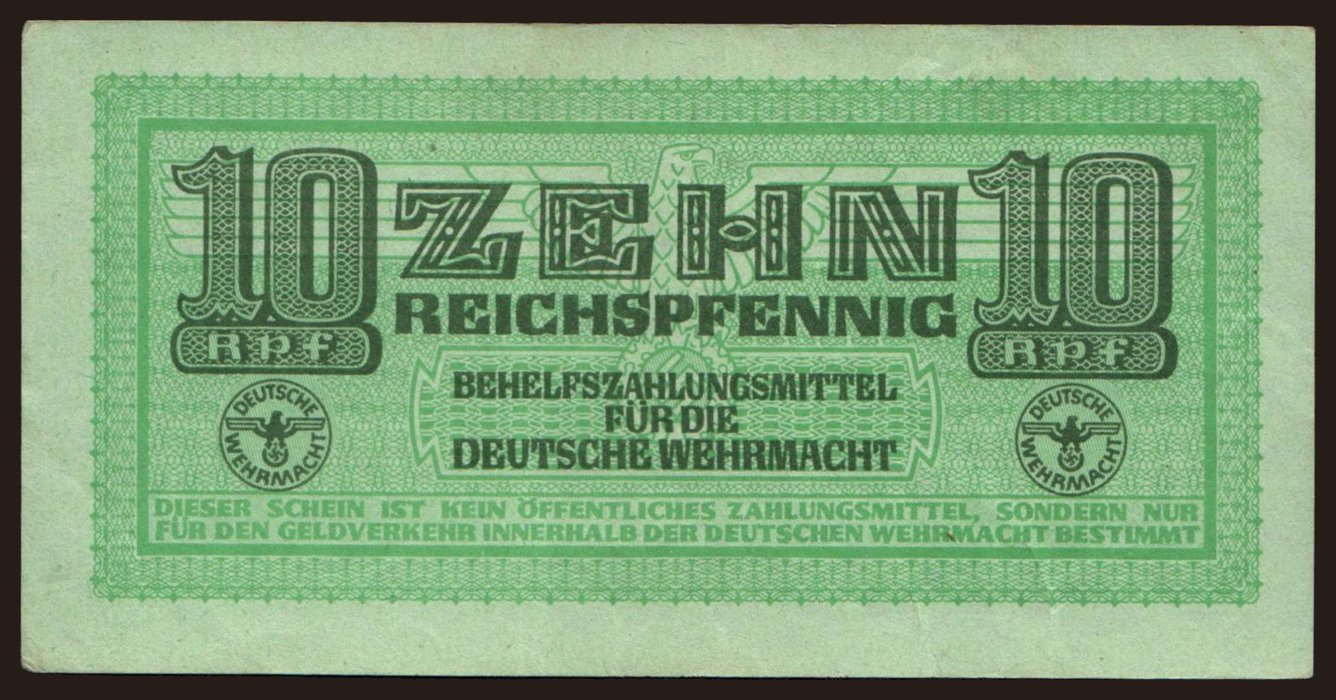 10 ZEHN 10
REICHSPFENNIG
Rpf Rpf
BEHELFSZAHLUNGSMITTEL
FÜR DIE
DEUTSCHE WEHRMACHT
DEUTSCHE WEHRMACHT
DEUTSCHE WEHRMACHT
DIESER SCHEIN IST KEIN ÖFFENTLICHES ZAHLUNGSMITTEL, SONDERN NUR
FÜR DEN GELDVERKEHR INNERHALB DER DEUTSCHEN WEHRMACHT BESTIMMT